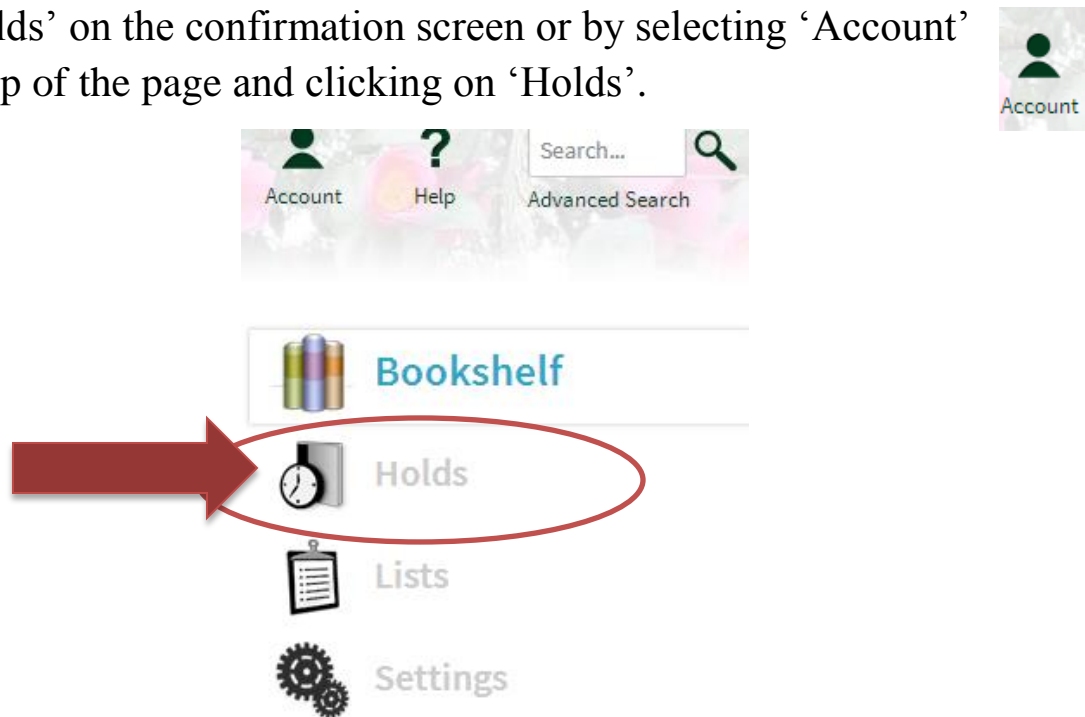 lds’ on the confirmation screen or by selecting ‘Account’
p of the page and clicking on ‘Holds’.
Account
Search...
Account Help Advanced Search
Bookshelf
Holds
Lists
Settings